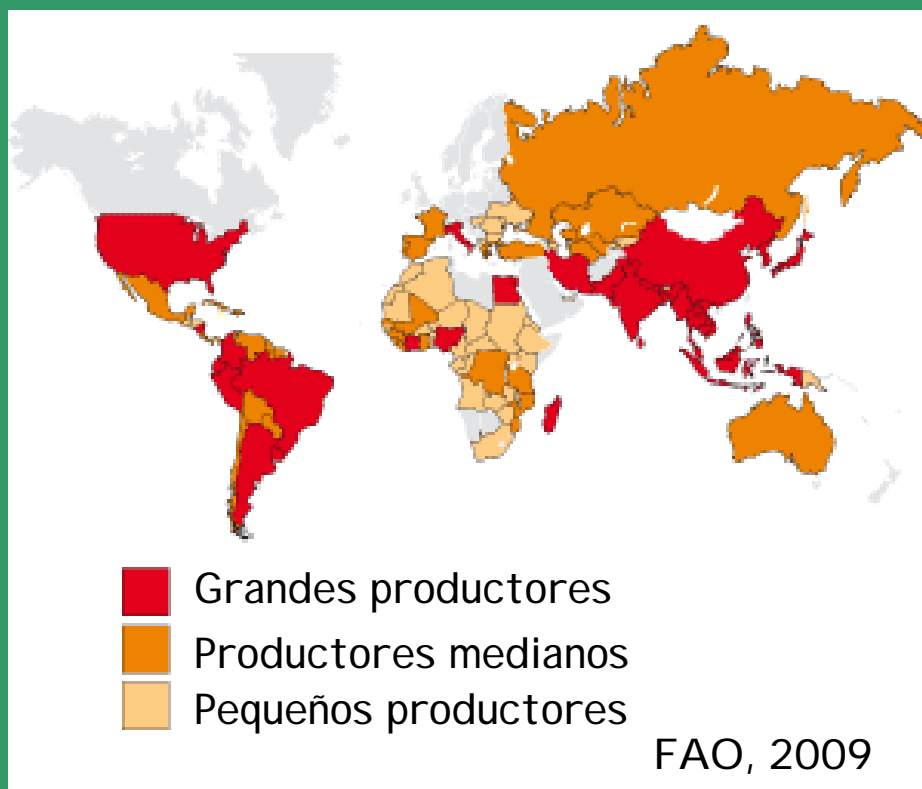 Grandes productores
Productores medianos
Pequeños productores
FAO, 2009